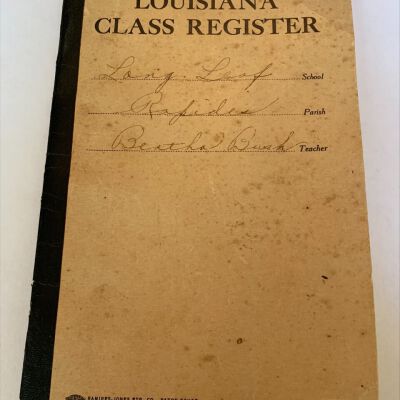 LOUISIANA
CLASS REGISTER
Long Leaf School
Rapides Parish
Bertha Bush Teacher